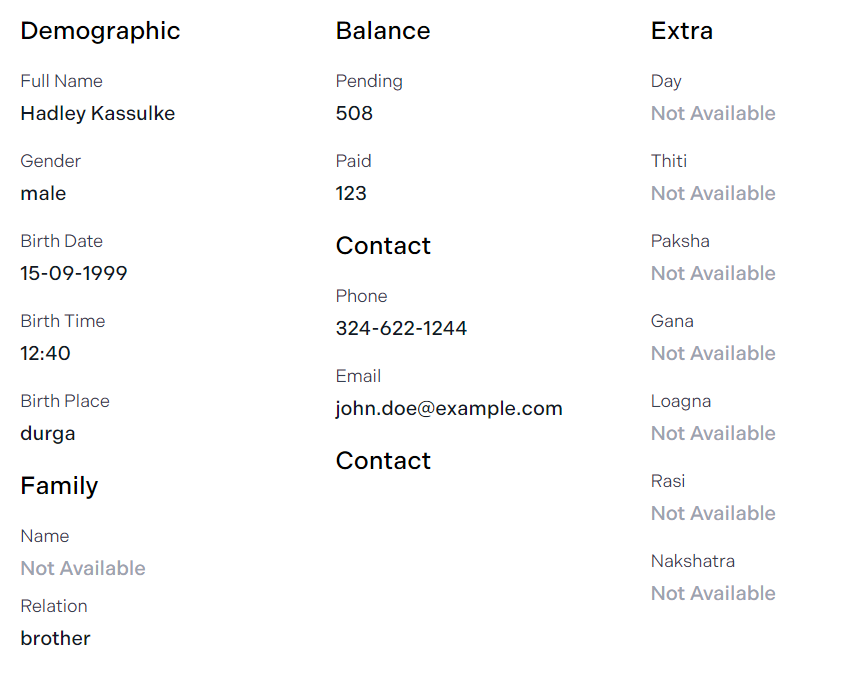 Demographic
Full Name
Hadley Kassulke
Gender
male
Birth Date
15-09-1999
Birth Time
12:40
Birth Place
durga
Family
Name
Not Available
Relation
brother
Balance
Pending
508
Paid
123
Contact
Phone
324-622-1244
Email
john.doe@example.com
Contact
Extra
Day
Not Available
Thiti
Not Available
Paksha
Not Available
Gana
Not Available
Loagna
Not Available
Rasi
Not Available
Nakshatra
Not Available